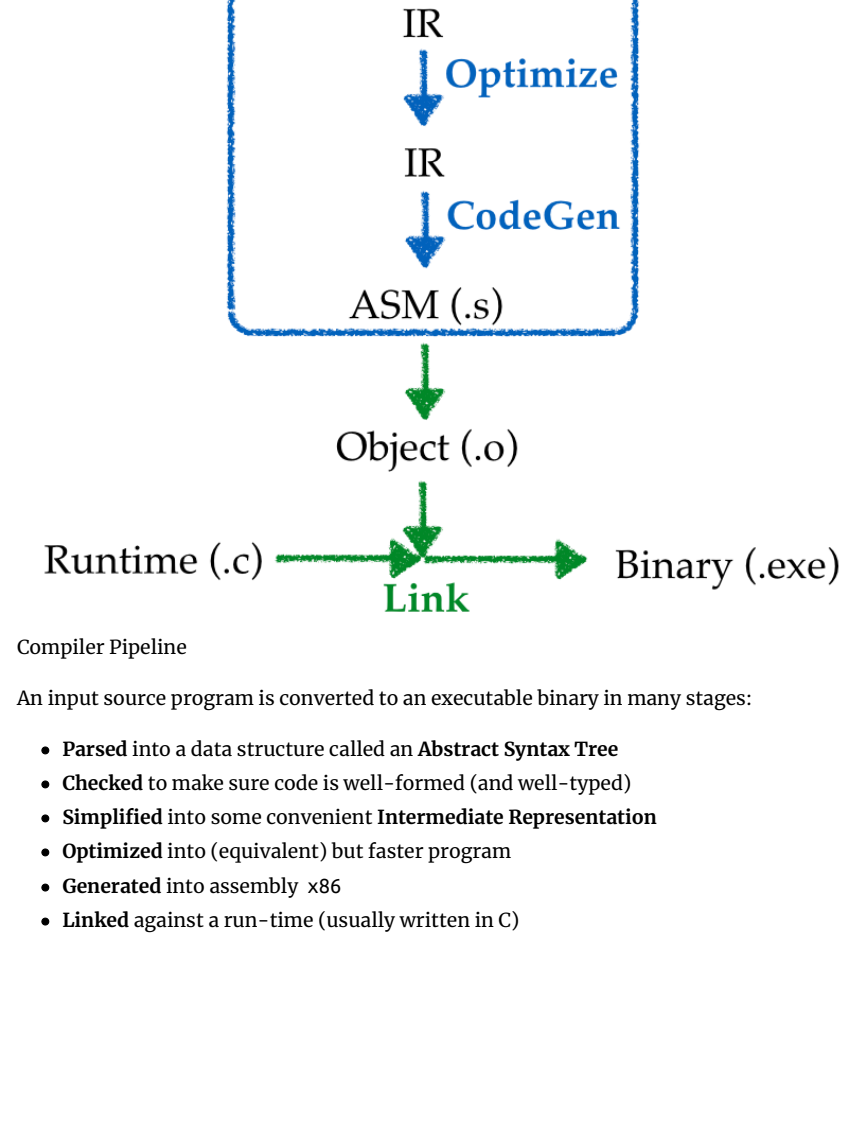 IR
Optimize
IR
CodeGen
ASM (.s)
Object (.o)
Runtime (.c)
Binary (.exe)
Link
Compiler Pipeline
An input source program is converted to an executable binary in many stages:
• Parsed into a data structure called an Abstract Syntax Tree
• Checked to make sure code is well-formed (and well-typed)
• Simplified into some convenient Intermediate Representation
• Optimized into (equivalent) but faster program
• Generated into assembly x86
• Linked against a run-time (usually written in C)